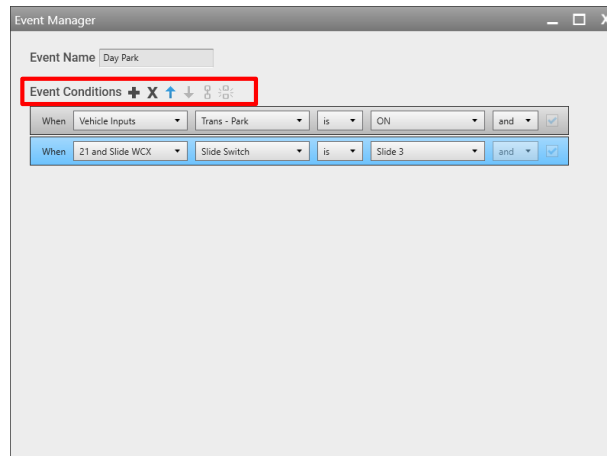 Event Manager
Event Name Day Park
Event Conditions
When Vehicle Inputs Trans - Park is ON and
When 21 and Slide WCX Slide Switch is Slide 3 and